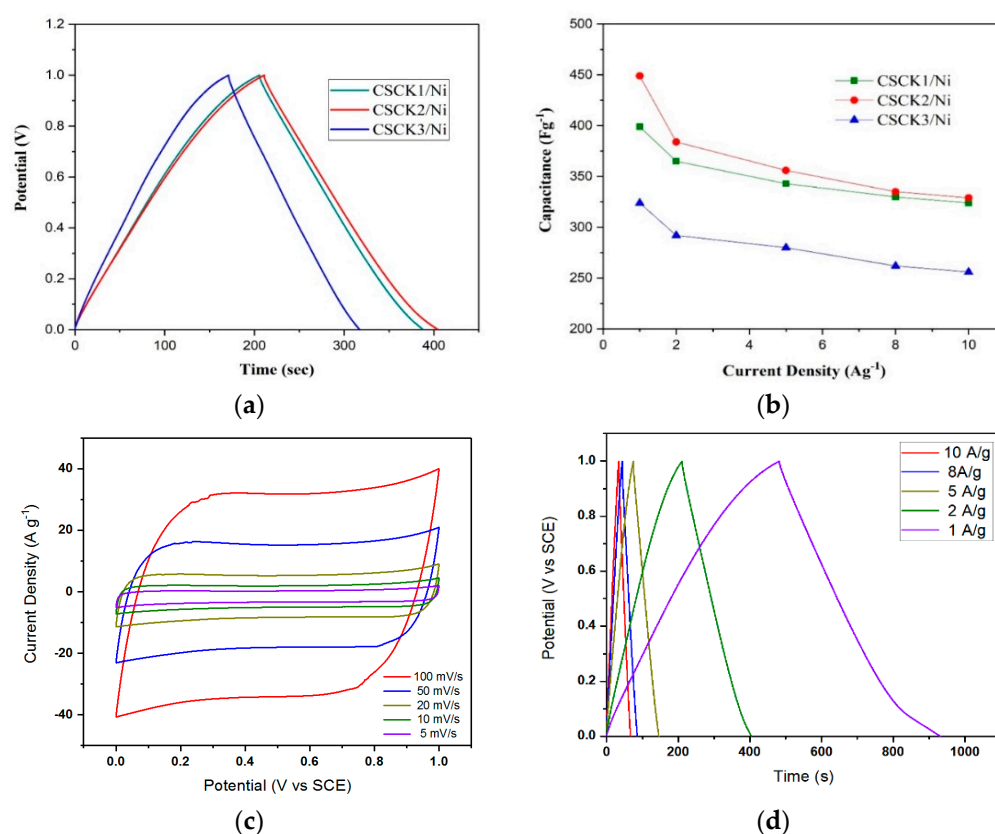 1.2
1.0
0.8
0.6
0.4
0.2
0.0
Potential (V)
CSCK1/Ni
CSCK2/Ni
CSCK3/Ni
0 100 200 300 400
Time (sec)
(a)
500
450
400
350
300
250
200
Capacitance (Fg⁻¹)
CSCK1/Ni
CSCK2/Ni
CSCK3/Ni
0 2 4 6 8 10
Current Density (Ag⁻¹)
(b)
40
20
0
-20
-40
Current Density (A g⁻¹)
100 mV/s
50 mV/s
20 mV/s
10 mV/s
5 mV/s
0.0 0.2 0.4 0.6 0.8 1.0
Potential (V vs SCE)
(c)
1.0
0.8
0.6
0.4
0.2
0.0
Potential (V vs SCE)
10 A/g
8A/g
5 A/g
2 A/g
1 A/g
0 200 400 600 800 1000
Time (s)
(d)